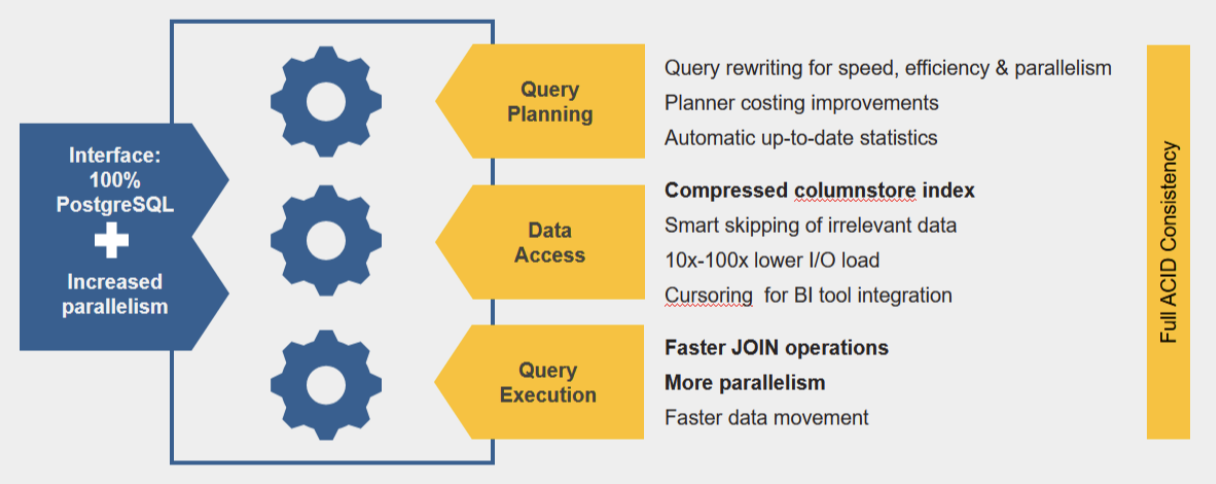 Interface:
100%
PostgreSQL
Increased
parallelism
Query
Planning
Query rewriting for speed, efficiency & parallelism
Planner costing improvements
Automatic up-to-date statistics
Data
Access
Compressed columnstore index
Smart skipping of irrelevant data
10x-100x lower I/O load
Cursoring for BI tool integration
Query
Execution
Faster JOIN operations
More parallelism
Faster data movement
Full ACID Consistency